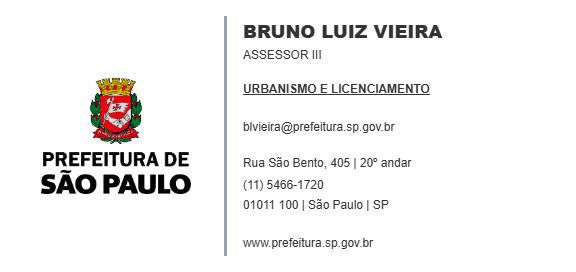 PREFEITURA DE
SÃO PAULO
BRUNO LUIZ VIEIRA
ASSESSOR III
URBANISMO E LICENCIAMENTO
blvieira@prefeitura.sp.gov.br
Rua São Bento, 405 | 20º andar
(11) 5466-1720
01011 100 | São Paulo | SP
www.prefeitura.sp.gov.br